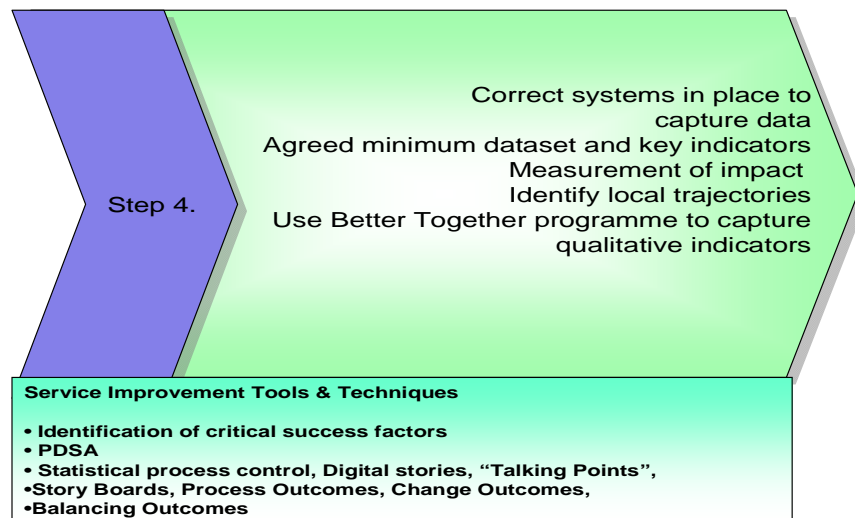 Step 4.
Correct systems in place to
capture data
Agreed minimum dataset and key indicators
Measurement of impact
Identify local trajectories
Use Better Together programme to capture
qualitative indicators
Service Improvement Tools & Techniques
• Identification of critical success factors
• PDSA
• Statistical process control, Digital stories, “Talking Points”,
•Story Boards, Process Outcomes, Change Outcomes,
•Balancing Outcomes